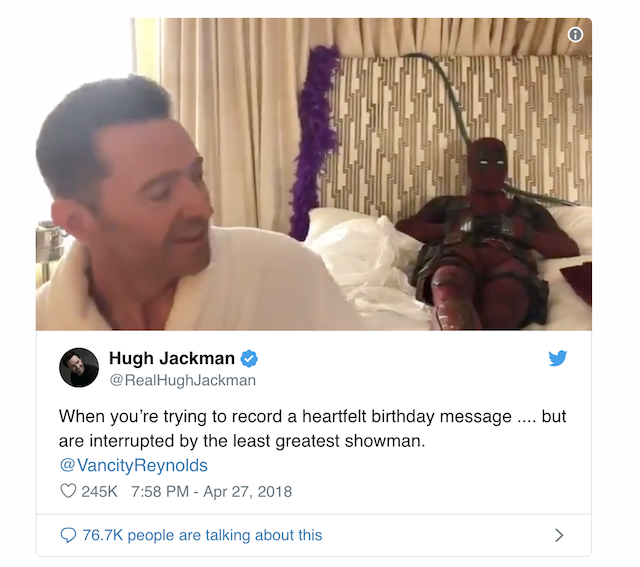 Hugh Jackman
@RealHughJackman
When you’re trying to record a heartfelt birthday message .... but
are interrupted by the least greatest showman.
@VancityReynolds
245K 7:58 PM - Apr 27, 2018
76.7K people are talking about this